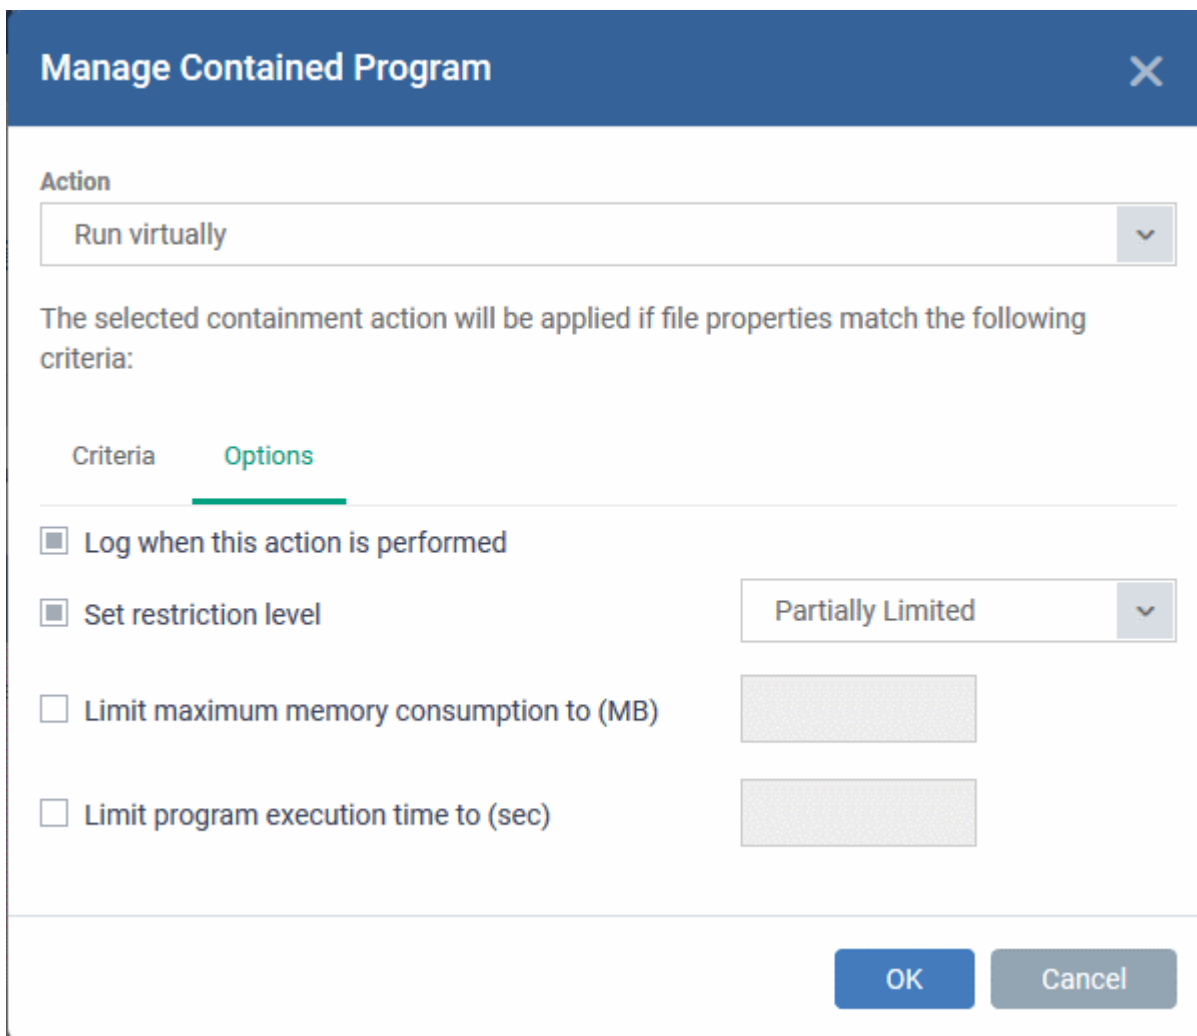 Manage Contained Program
Action
Run virtually
The selected containment action will be applied if file properties match the following
criteria:
Criteria Options
Log when this action is performed
Set restriction level Partially Limited
Limit maximum memory consumption to (MB)
Limit program execution time to (sec)
OK Cancel